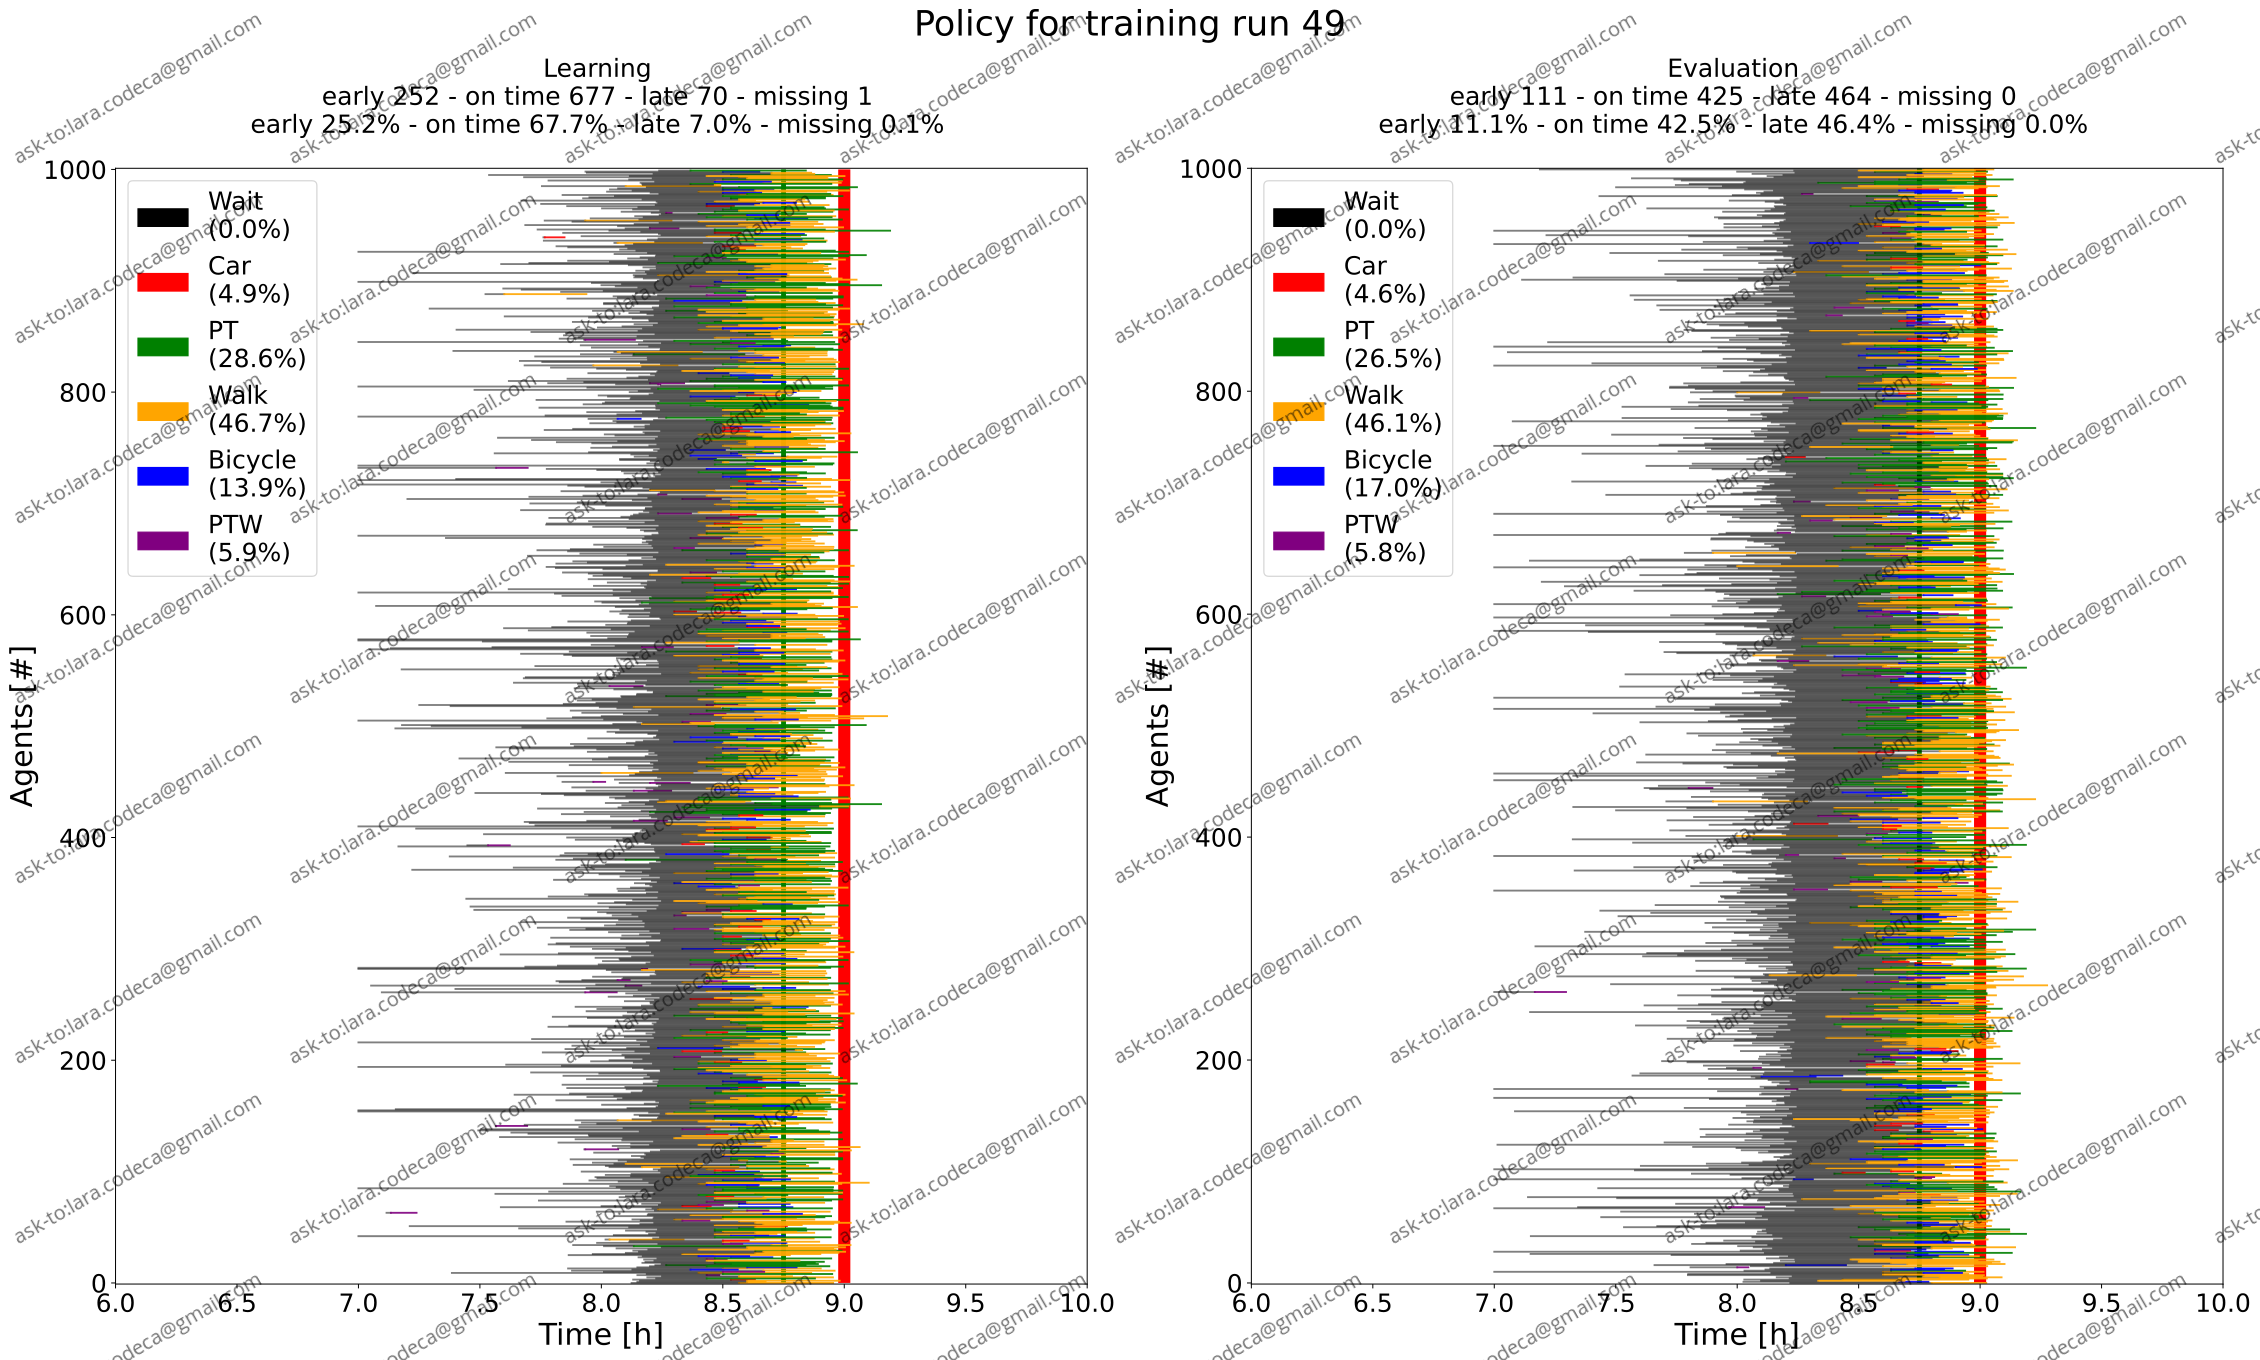 Policy for training run 49
Learning
early 252 - on time 677 - late 70 - missing 1
early 25.2% - on time 67.7% - late 7.0% - missing 0.1%
Agents [#]
1000
800
600
400
200
0
Wait
(0.0%)
Car
(4.9%)
PT
(28.6%)
Walk
(46.7%)
Bicycle
(13.9%)
PTW
(5.9%)
6.0 6.5 7.0 7.5 8.0 8.5 9.0 9.5 10.0
Time [h]
Evaluation
early 111 - on time 425 - late 464 - missing 0
early 11.1% - on time 42.5% - late 46.4% - missing 0.0%
Agents [#]
1000
800
600
400
200
0
Wait
(0.0%)
Car
(4.6%)
PT
(26.5%)
Walk
(46.1%)
Bicycle
(17.0%)
PTW
(5.8%)
6.0 6.5 7.0 7.5 8.0 8.5 9.0 9.5 10.0
Time [h]
ask-to:lara.codeca@gmail.com